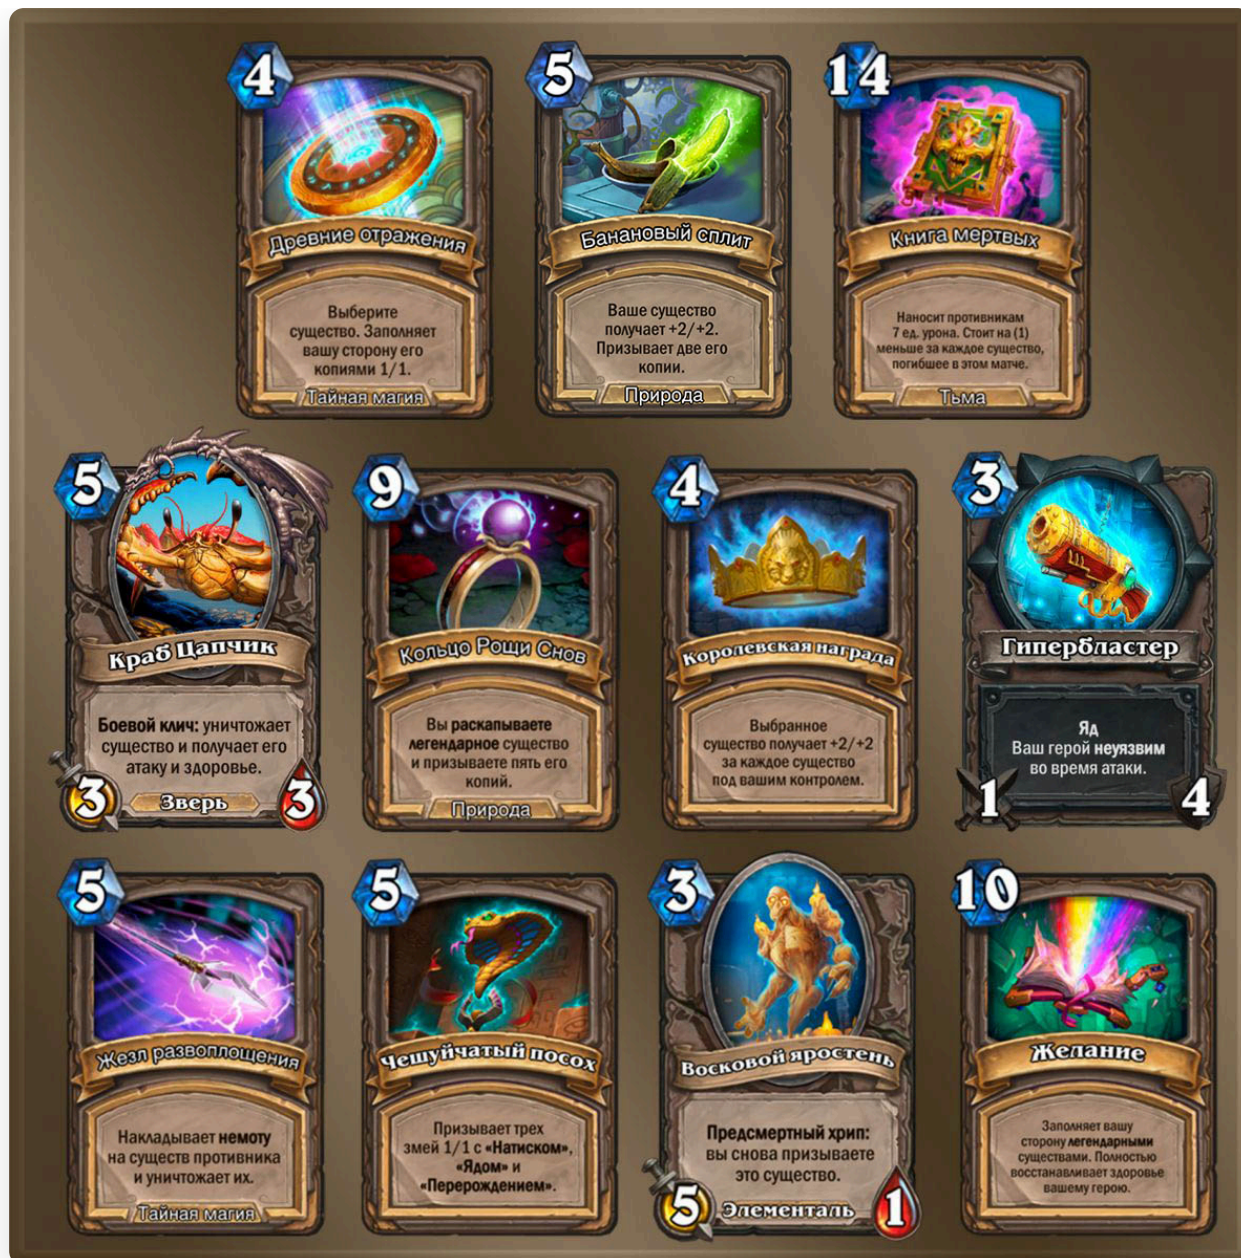 4
Древние отражения
Выберите
существо. Заполняет
вашу сторону его
копиями 1/1.
Тайная магия
5
Банановый сплит
Ваше существо
получает +2/+2.
Призывает две его
копии.
Природа
14
Книга мертвых
Наносит противникам
7 ед. урона. Стоит на (1)
меньше за каждое существо,
погибшее в этом матче.
Тьма
5
Краб Цапчик
Боевой клич: уничтожает
существо и получает его
атаку и здоровье.
3
Зверь
3
9
Кольцо Рощи Снов
Вы раскапываете
легендарное существо
и призываете пять его
копий.
Природа
4
Королевская награда
Выбранное
существо получает +2/+2
за каждое существо
под вашим контролем.
3
Гипербластер
Яд
Ваш герой неуязвим
во время атаки.
1
4
5
Жезл развоплощения
Накладывает немоту
на существ противника
и уничтожает их.
Тайная магия
5
Чешуйчатый посох
Призывает трех
змей 1/1 с «Натиском»,
«Ядом» и
«Перерождением».
3
Восковой яростень
Предсмертный хрип:
вы снова призываете
это существо.
5
Элементаль
1
10
Желание
Заполняет вашу
сторону легендарными
существами. Полностью
восстанавливает здоровье
вашему герою.